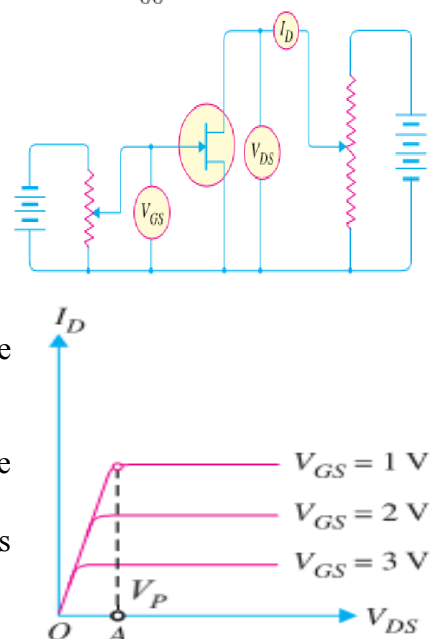 I_D
V_DS
V_GS
I_D
e
V_GS = 1 V
e
V_GS = 2 V
s
V_GS = 3 V
V_P
V_DS
O
A